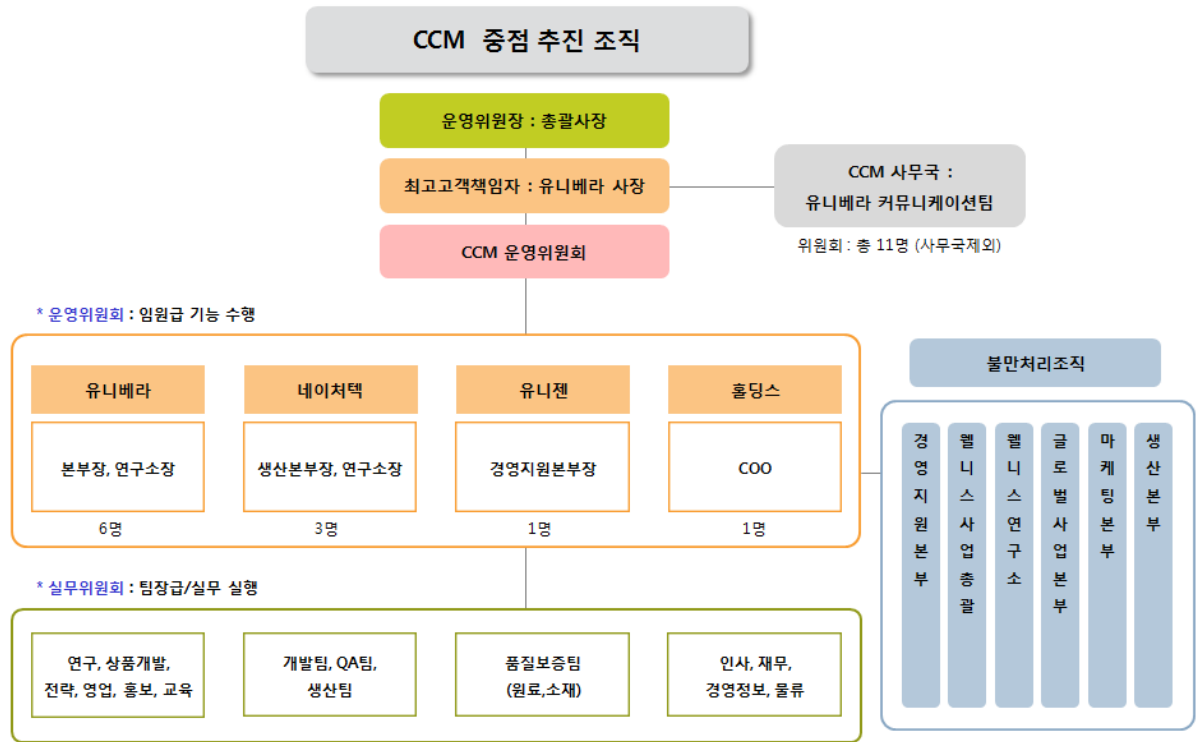 CCM 중점 추진 조직
운영위원장 : 총괄사장
최고고객책임자 : 유니베라 사장
CCM 사무국 :
유니베라 커뮤니케이션팀
위원회 : 총 11명 (사무국제외)
CCM 운영위원회
* 운영위원회 : 임원급 기능 수행
유니베라
네이처텍
유니젠
홀딩스
본부장, 연구소장
생산본부장, 연구소장
경영지원본부장
COO
6명
3명
1명
1명
불만처리조직
경영지원본부
웰니스사업총괄
웰니스연구소
글로벌사업본부
마케팅본부
생산본부
* 실무위원회 : 팀장급/실무 실행
연구, 상품개발,
전략, 영업, 홍보, 교육
개발팀, QA팀,
생산팀
품질보증팀
(원료,소재)
인사, 재무,
경영정보, 물류